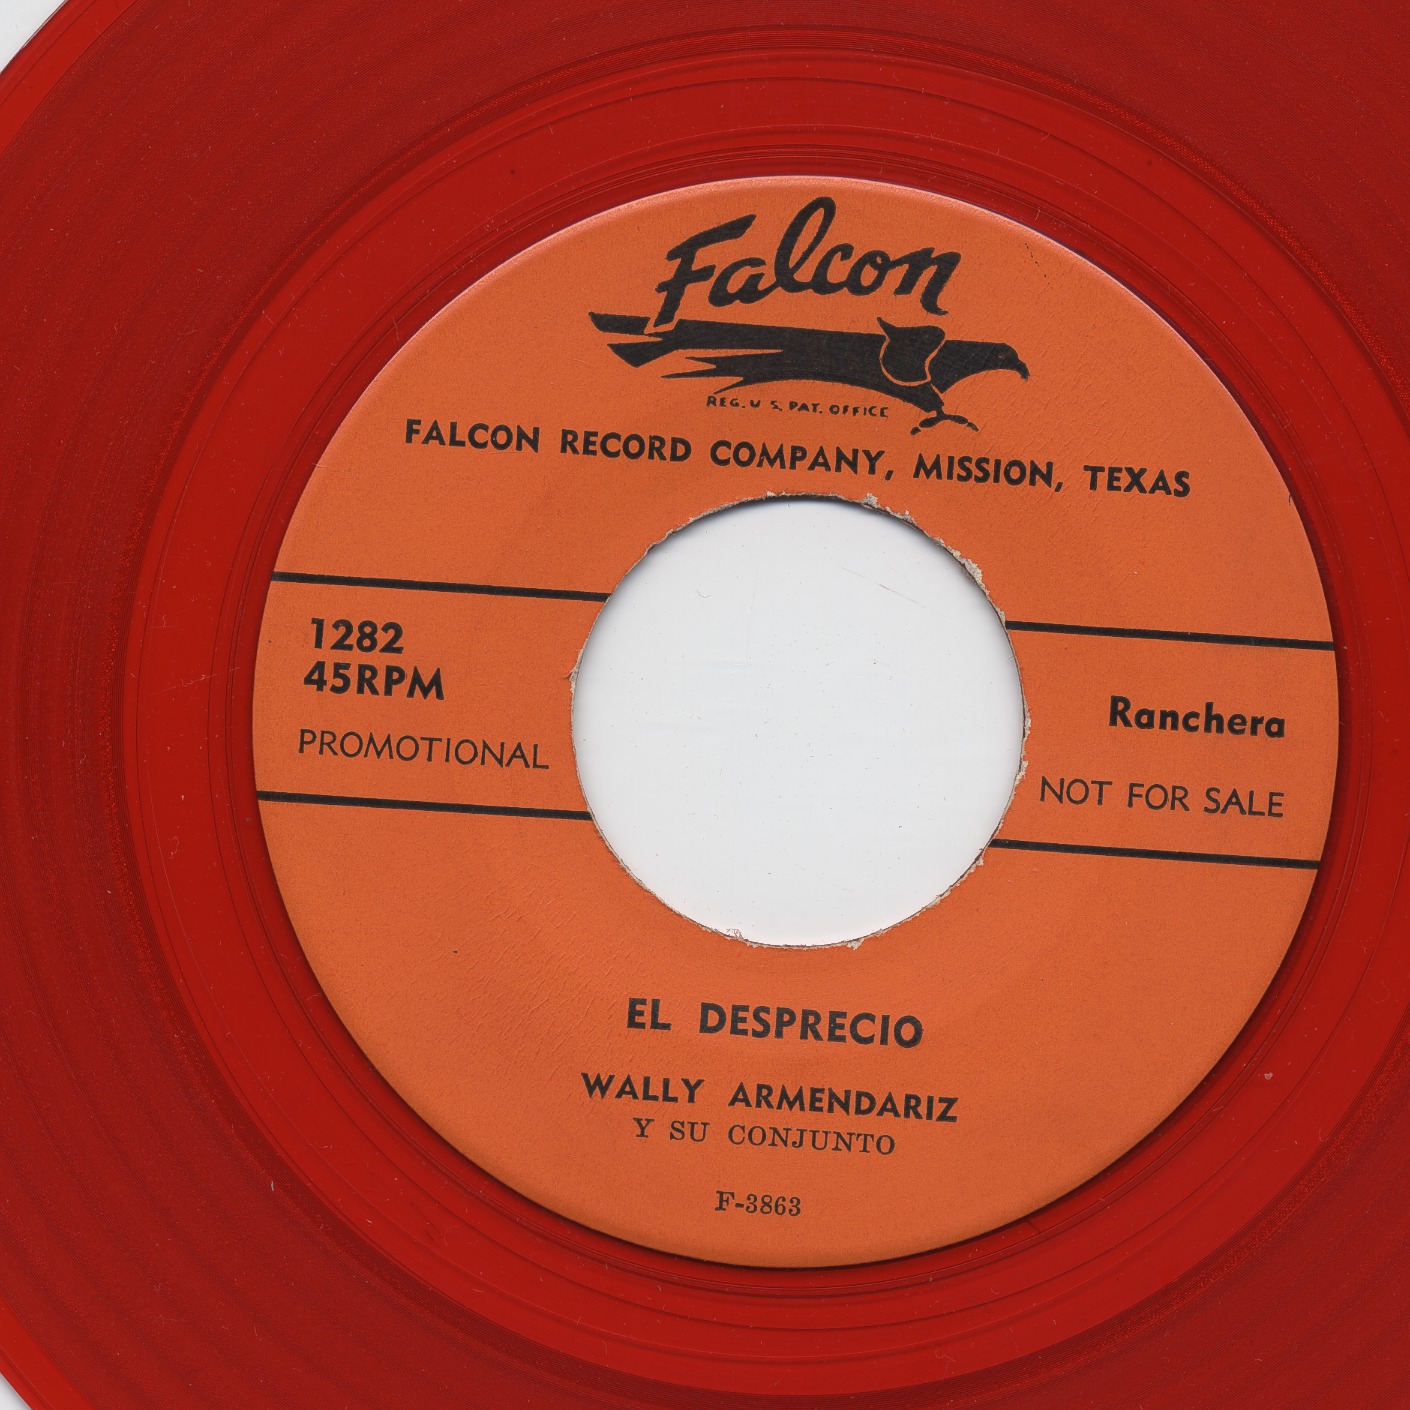 Falcon
REG. U. S. PAT. OFFICE
FALCON RECORD COMPANY, MISSION, TEXAS
1282
45RPM
PROMOTIONAL
Ranchera
NOT FOR SALE
EL DESPRECIO
WALLY ARMENDARIZ
Y SU CONJUNTO
F-3863